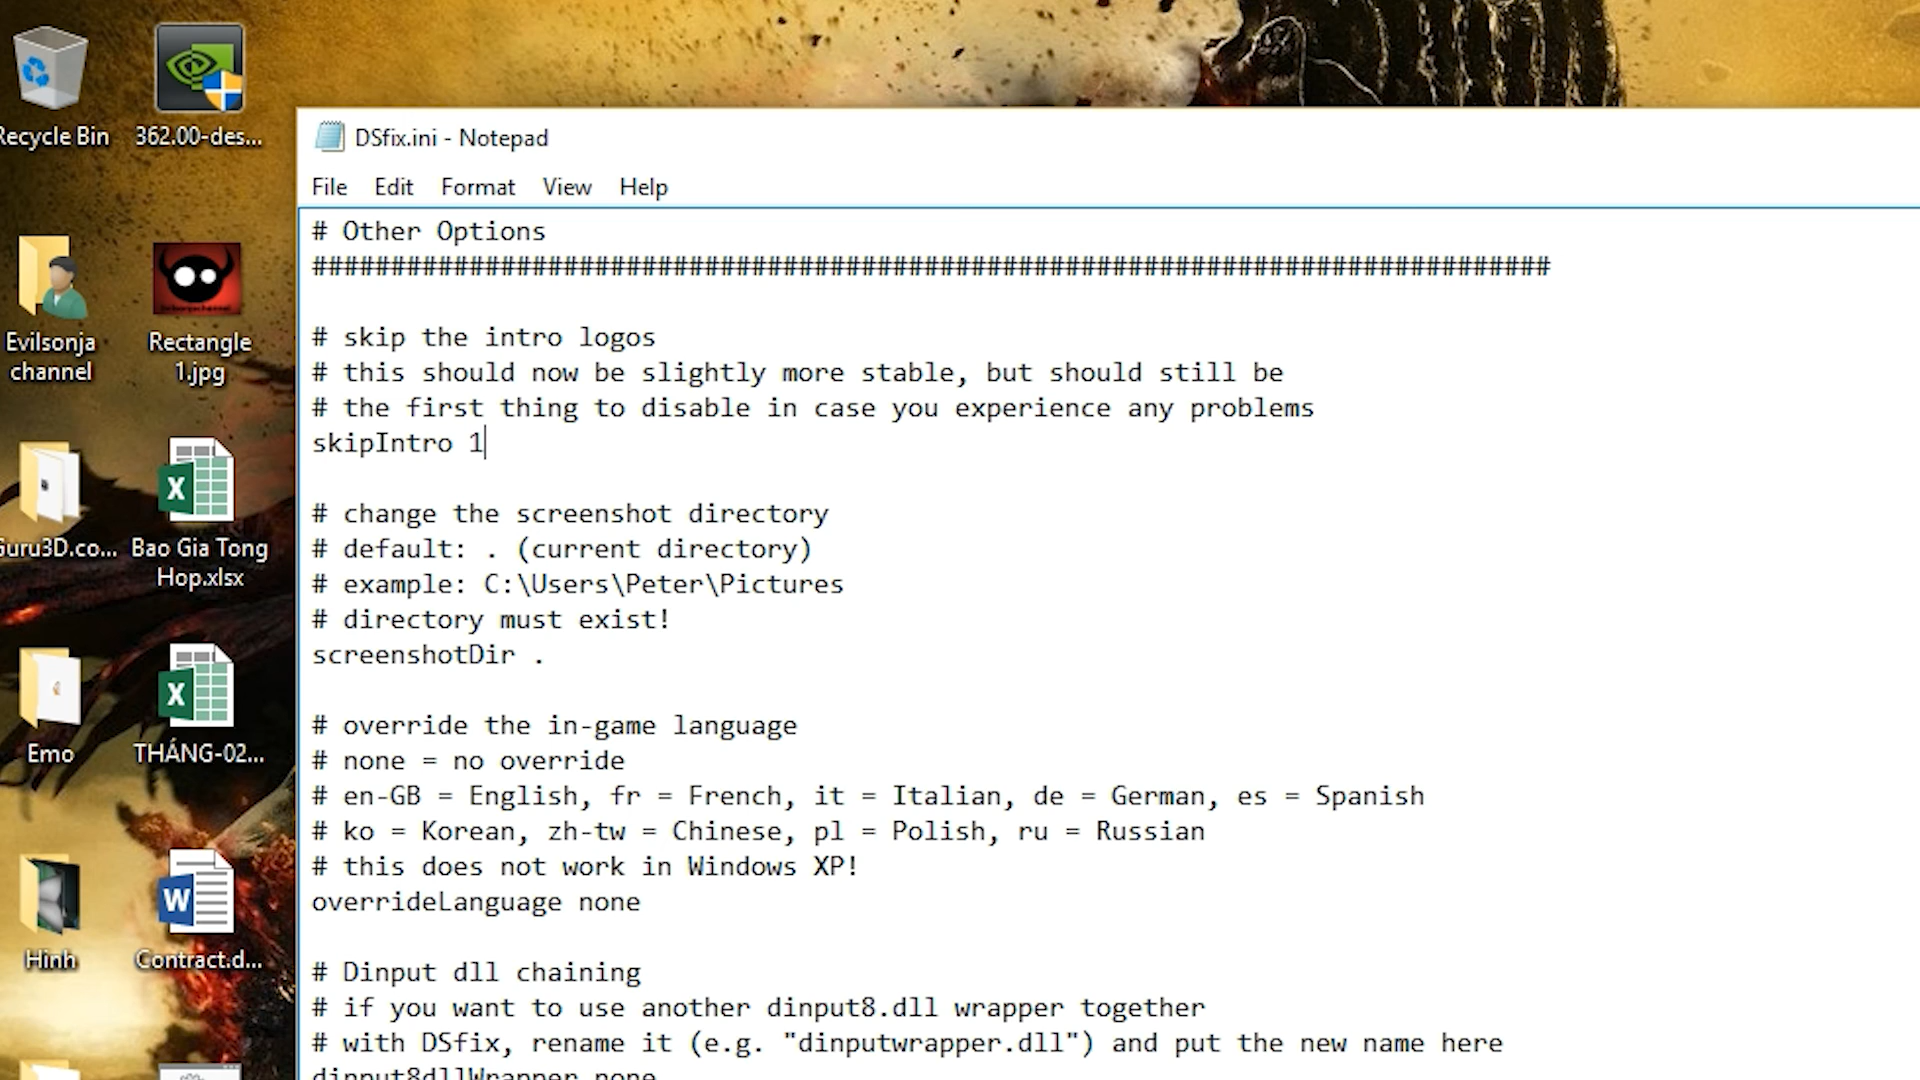 Recycle Bin
362.00-des...
Evilsonja
channel
Rectangle
1.jpg
Guru3D.co...
Bao Gia Tong
Hop.xlsx
Emo
THÁNG-02...
Hình
Contract.d...
DSfix.ini - Notepad
File Edit Format View Help
# Other Options
###############################################################################
# skip the intro logos
# this should now be slightly more stable, but should still be
# the first thing to disable in case you experience any problems
skipIntro 1
# change the screenshot directory
# default: . (current directory)
# example: C:\Users\Peter\Pictures
# directory must exist!
screenshotDir .
# override the in-game language
# none = no override
# en-GB = English, fr = French, it = Italian, de = German, es = Spanish
# ko = Korean, zh-tw = Chinese, pl = Polish, ru = Russian
# this does not work in Windows XP!
overrideLanguage none
# Dinput dll chaining
# if you want to use another dinput8.dll wrapper together
# with DSfix, rename it (e.g. "dinputwrapper.dll") and put the new name here
dinput8dllWrapper none